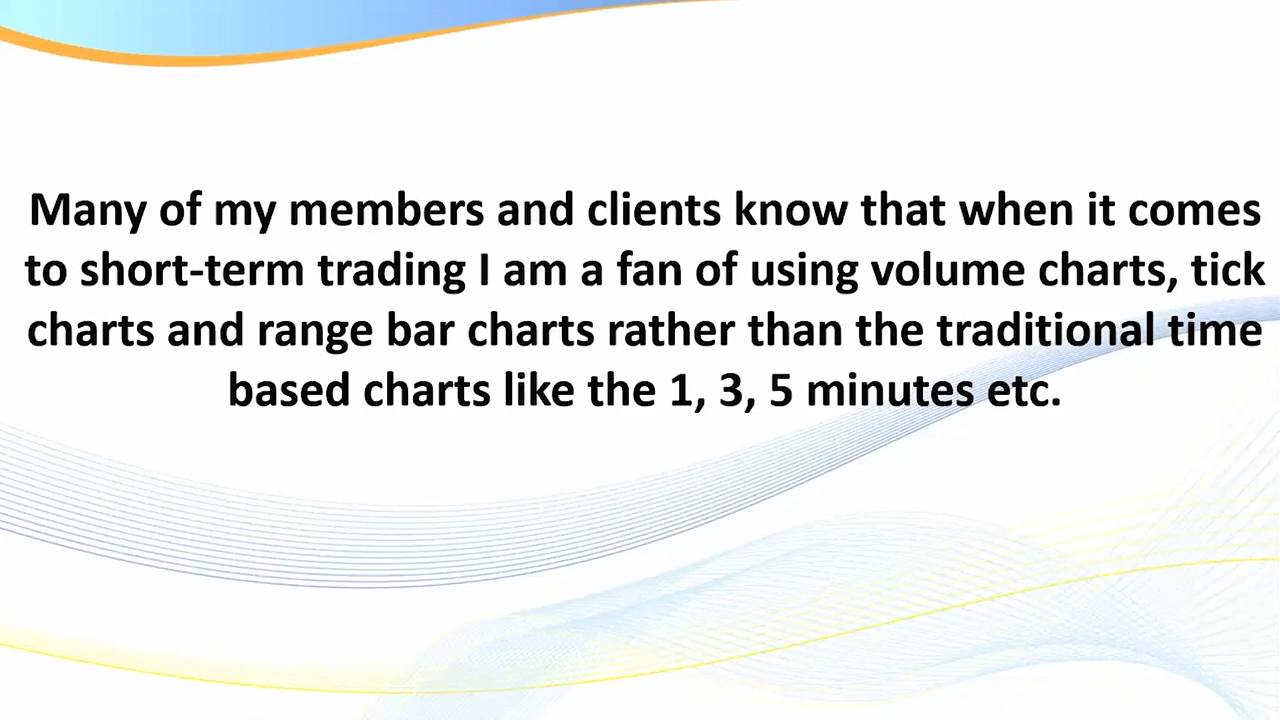 Many of my members and clients know that when it comes
to short-term trading I am a fan of using volume charts, tick
charts and range bar charts rather than the traditional time
based charts like the 1, 3, 5 minutes etc.